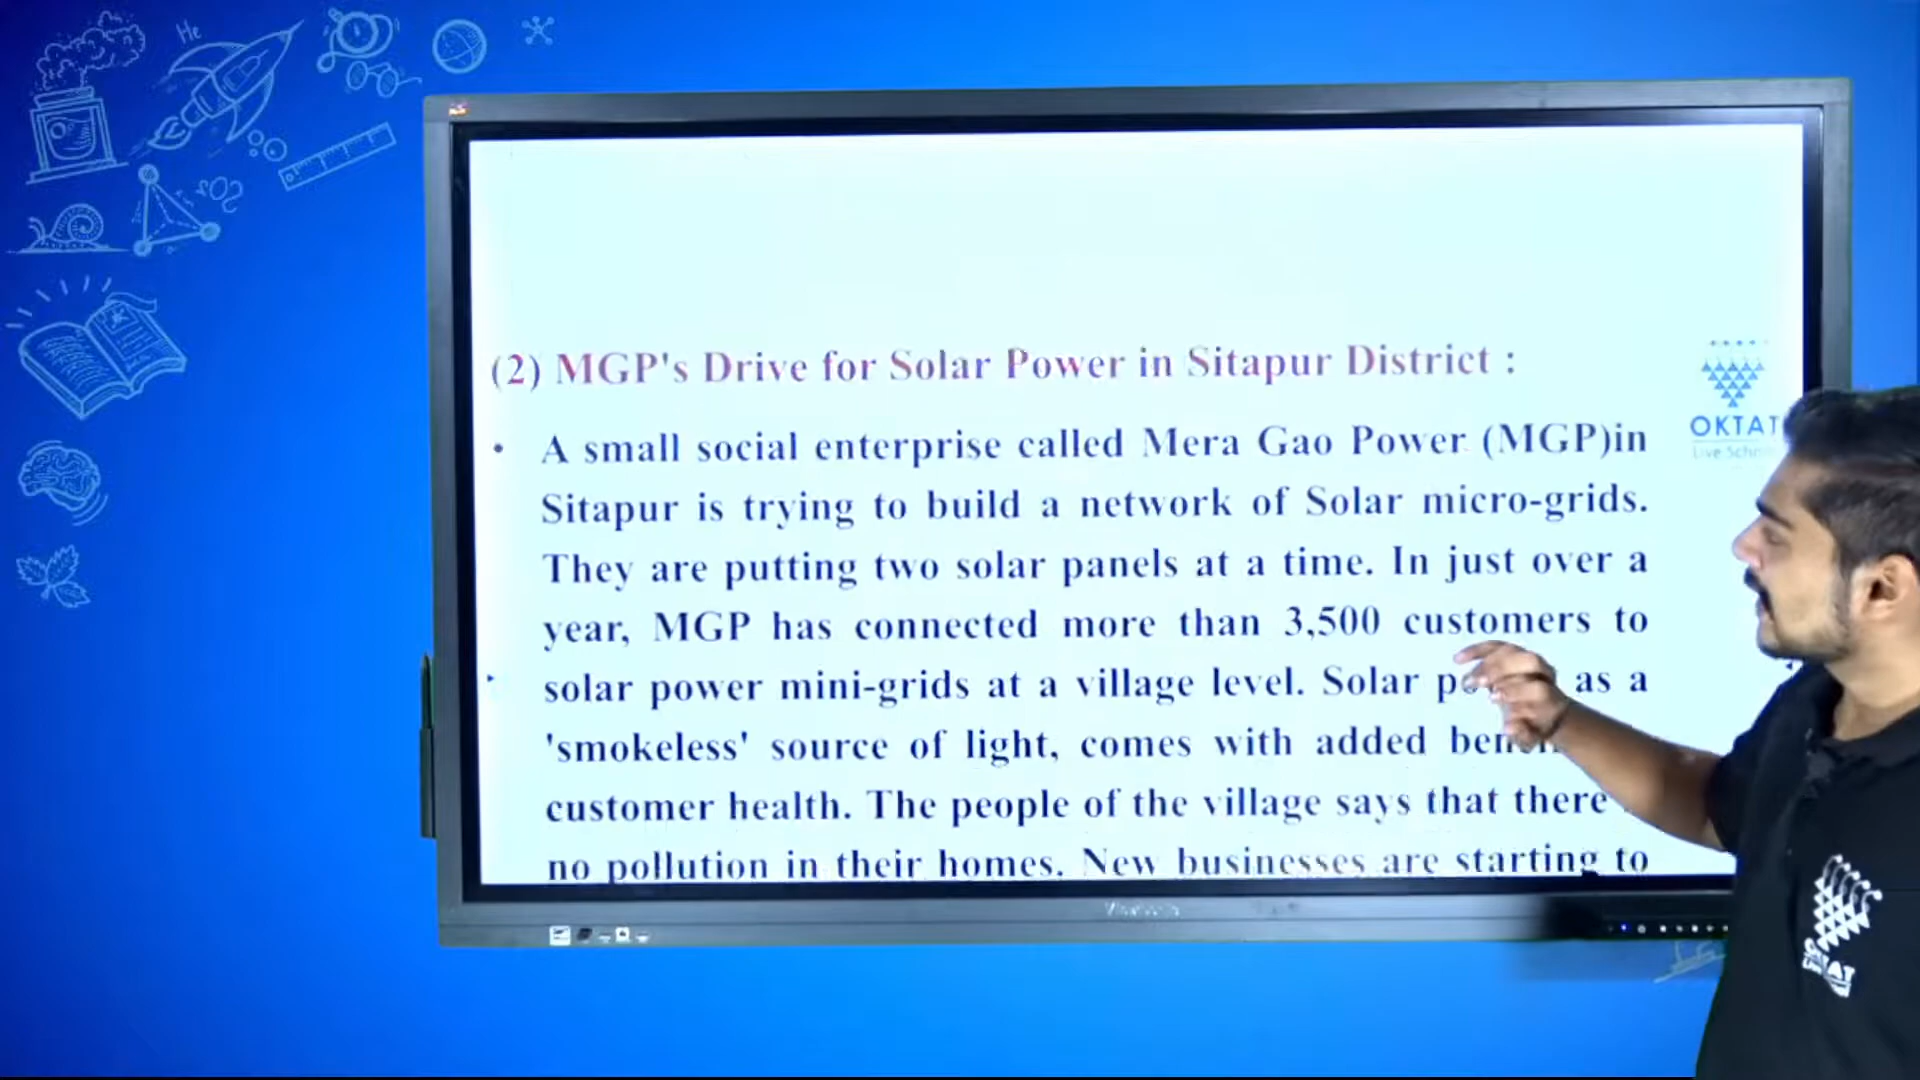 He
(2) MGP's Drive for Solar Power in Sitapur District :
• A small social enterprise called Mera Gao Power (MGP)in
Sitapur is trying to build a network of Solar micro-grids.
They are putting two solar panels at a time. In just over a
year, MGP has connected more than 3,500 customers to
solar power mini-grids at a village level. Solar as a
'smokeless' source of light, comes with added
customer health. The people of the village says that there
no pollution in their homes. New businesses are starting to
OKTAT
Live